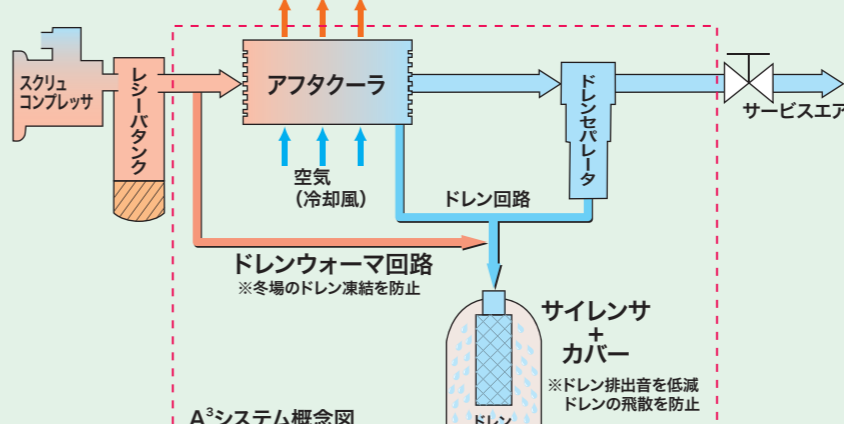 スクリュ
コンプレッサ
レシーバタンク
アフタクーラ
ドレンセパレータ
サービスエア
空気
（冷却風）
ドレン回路
ドレンウォーマ回路
※冬場のドレン凍結を防止
サイレンサ
+
カバー
※ドレン排出音を低減
ドレンの飛散を防止
A³システム概念図
ドレン